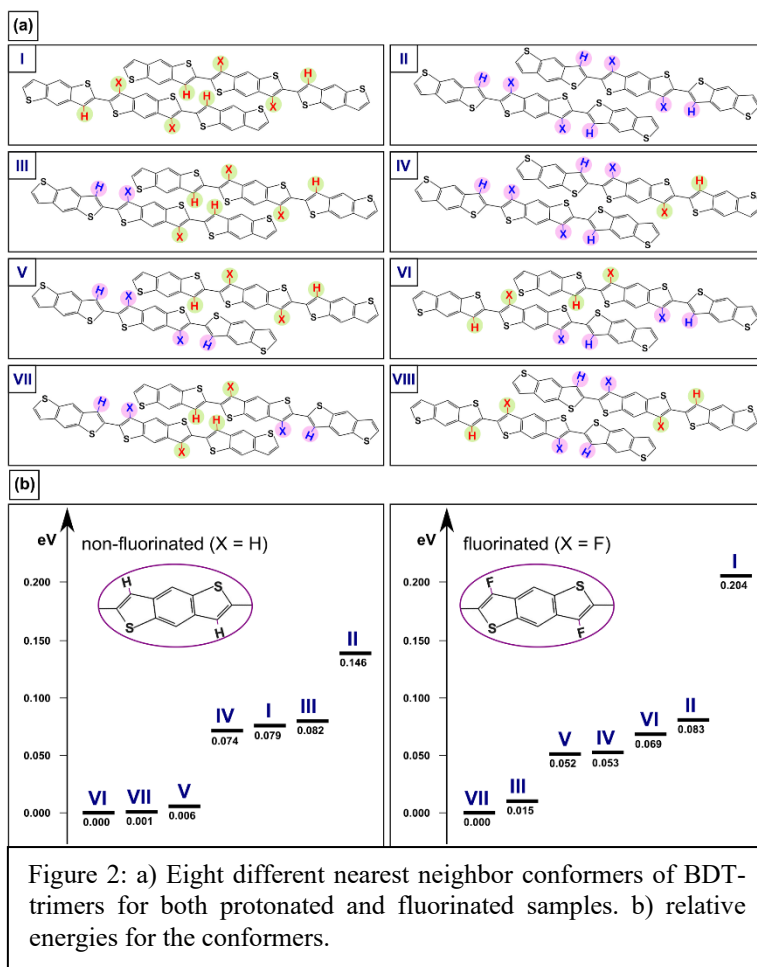 (a)
I
S X S H S
S X S H S S
S S H S X S
H S X S S
II
S H X S S
S H X S S X H S
S S S S
S X H S
III
S X S H S
S H X S H H S X S
S S X S S
IV
S H X S H S
S H X S S X S
S S X H S
V
S X S H S
S H X S H S X S
S S X H S
VI
S X S S
S X S H S X H S
H S X H S
VII
S X S S
S H X S H H S X H S
S S X S S
VIII
S H X S H S
S X S S X S
H S X H S
(b)
eV
non-fluorinated (X = H)
H
S
S
H
0.200
0.150
0.100
0.050
0.000
VI
0.000
VII
0.001
V
0.006
IV
0.074
I
0.079
III
0.082
II
0.146
eV
fluorinated (X = F)
F
S
S
F
0.200
0.150
0.100
0.050
0.000
VII
0.000
III
0.015
V
0.052
IV
0.053
VI
0.069
II
0.083
I
0.204
Figure 2: a) Eight different nearest neighbor conformers of BDT-
trimers for both protonated and fluorinated samples. b) relative
energies for the conformers.